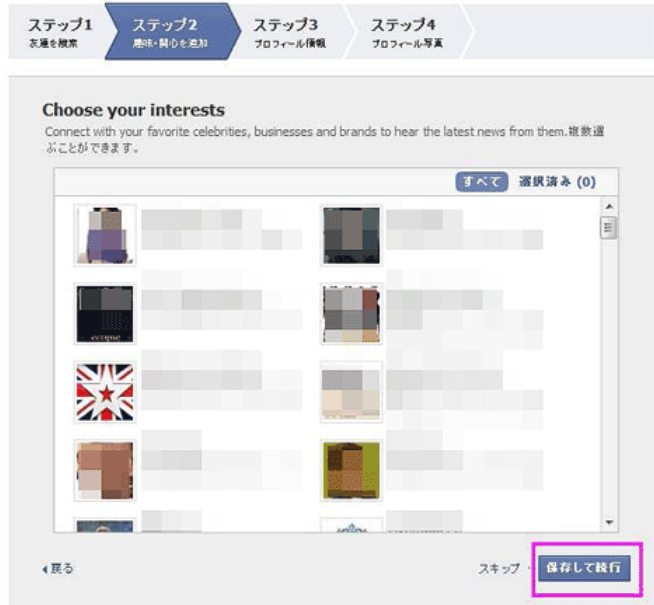 ステップ1
友達を検索
ステップ2
趣味・関心を追加
ステップ3
プロフィール情報
ステップ4
プロフィール写真
Choose your interests
Connect with your favorite celebrities, businesses and brands to hear the latest news from them.複数選
ぶことができます。
すべて 選択済み (0)
eclipse
戻る
スキップ · 保存して続行